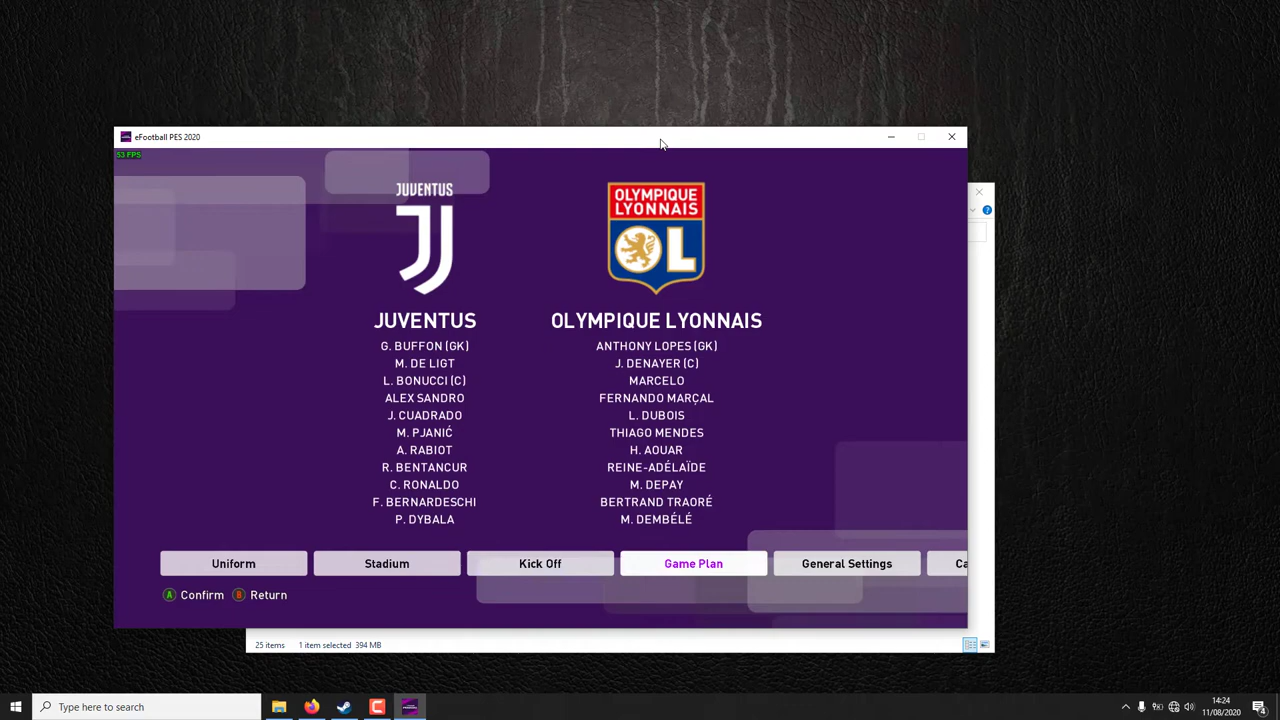 eFootball PES 2020
53 FPS
JUVENTUS
OLYMPIQUE
LYONNAIS
OL
JUVENTUS
G. BUFFON (GK)
M. DE LIGT
L. BONUCCI (C)
ALEX SANDRO
J. CUADRADO
M. PJANIĆ
A. RABIOT
R. BENTANCUR
C. RONALDO
F. BERNARDESCHI
P. DYBALA
OLYMPIQUE LYONNAIS
ANTHONY LOPES (GK)
J. DENAYER (C)
MARCELO
FERNANDO MARÇAL
L. DUBOIS
THIAGO MENDES
H. AOUAR
REINE-ADÉLAÏDE
M. DEPAY
BERTRAND TRAORÉ
M. DEMBÉLÉ
Uniform Stadium Kick Off Game Plan General Settings Ca
A Confirm B Return
25 items 1 item selected 394 MB
Type here to search
14:24
11/08/2020